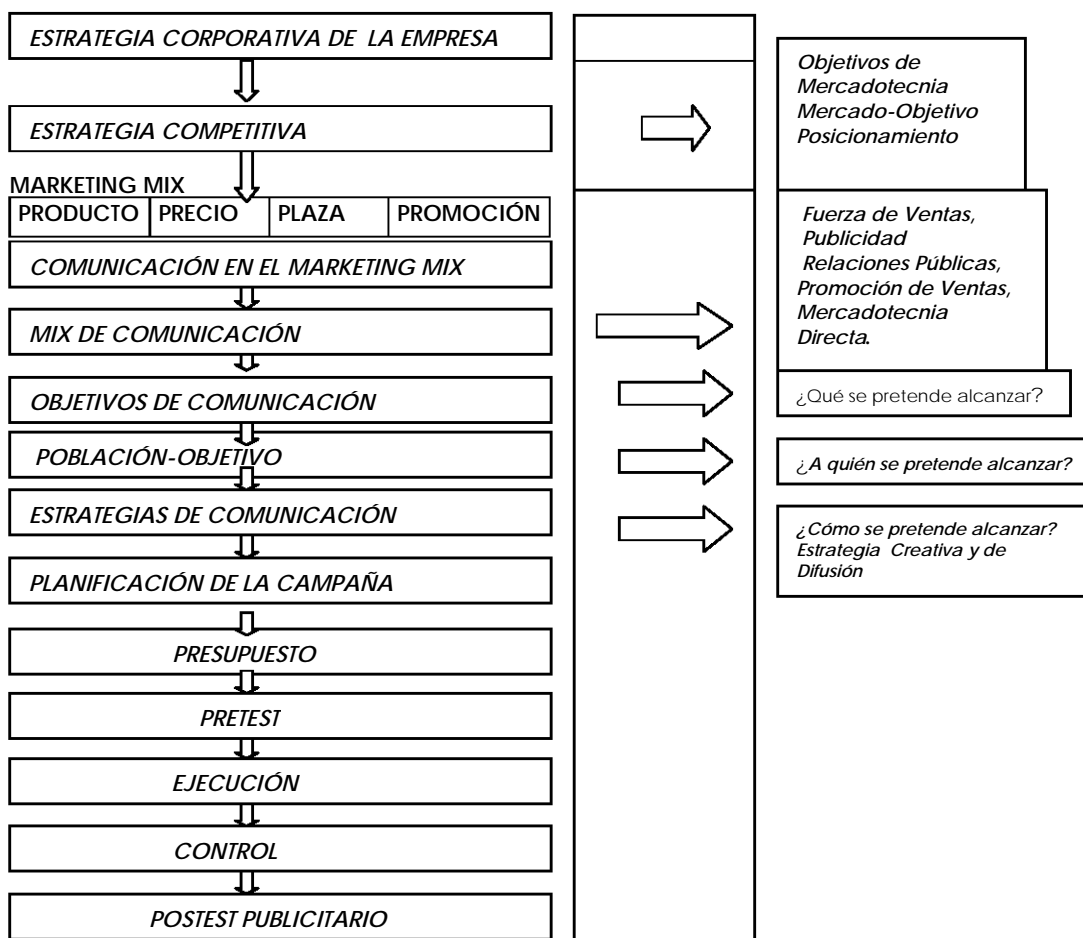 ESTRATEGIA CORPORATIVA DE LA EMPRESA
ESTRATEGIA COMPETITIVA
Objetivos de
Mercadotecnia
Mercado-Objetivo
Posicionamiento
MARKETING MIX
PRODUCTO PRECIO PLAZA PROMOCIÓN
COMUNICACIÓN EN EL MARKETING MIX
MIX DE COMUNICACIÓN
Fuerza de Ventas,
Publicidad
Relaciones Públicas,
Promoción de Ventas,
Mercadotecnia
Directa.
OBJETIVOS DE COMUNICACIÓN
¿Qué se pretende alcanzar?
POBLACIÓN-OBJETIVO
¿A quién se pretende alcanzar?
ESTRATEGIAS DE COMUNICACIÓN
¿Cómo se pretende alcanzar?
Estrategia Creativa y de
Difusión
PLANIFICACIÓN DE LA CAMPAÑA
PRESUPUESTO
PRETEST
EJECUCIÓN
CONTROL
POSTEST PUBLICITARIO